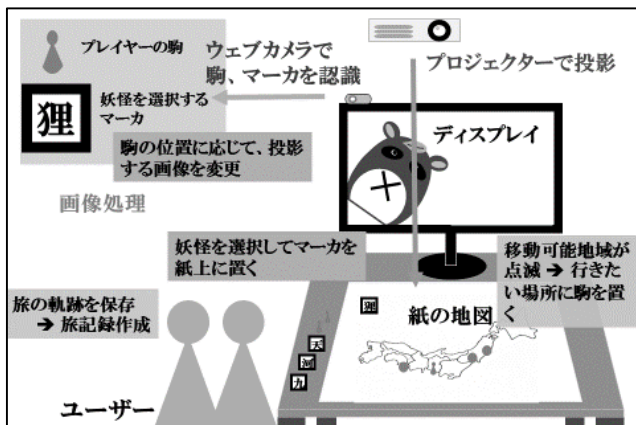 プレイヤーの駒
狸
妖怪を選択する
マーカ
ウェブカメラで
駒、マーカを認識
プロジェクターで投影
駒の位置に応じて、投影
する画像を変更
画像処理
ディスプレイ
妖怪を選択してマーカを
紙上に置く
移動可能地域が
点滅 → 行きた
い場所に駒を置
く
旅の軌跡を保存
→ 旅記録作成
狸
紙の地図
天
河
九
ユーザー